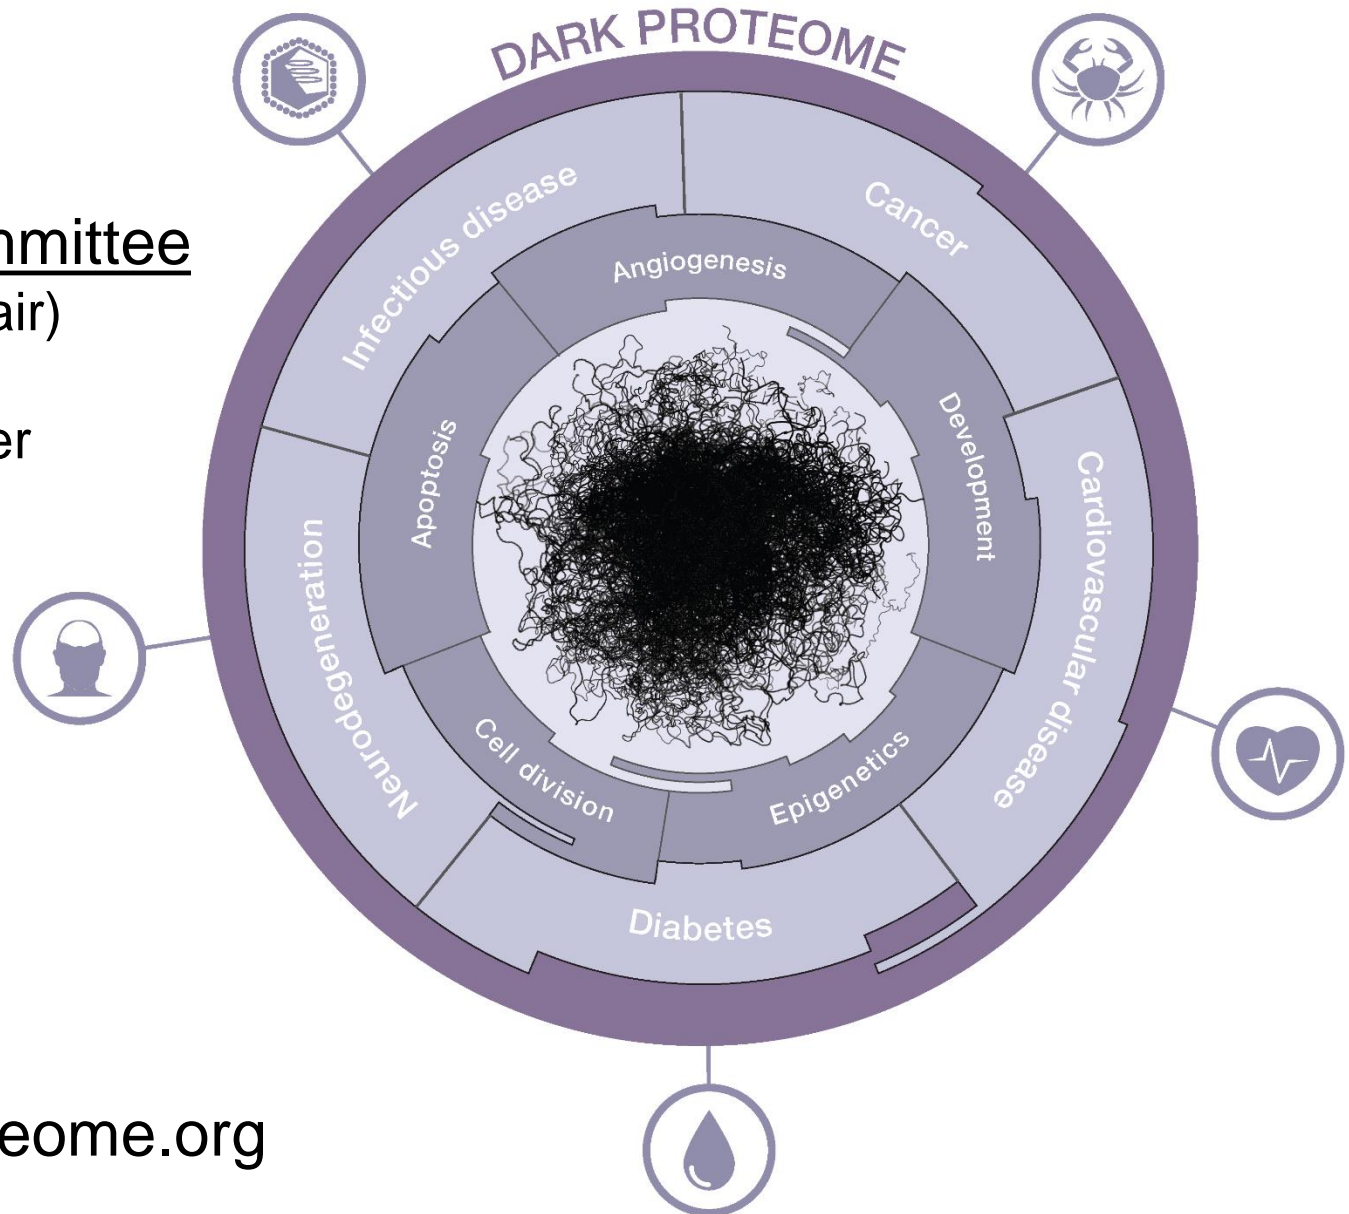 DARK PROTEOME
mmittee
air)
er
Infectious disease
Cancer
Angiogenesis
Apoptosis
Development
Neurodegeneration
Cardiovascular disease
Cell division
Epigenetics
Diabetes
eome.org